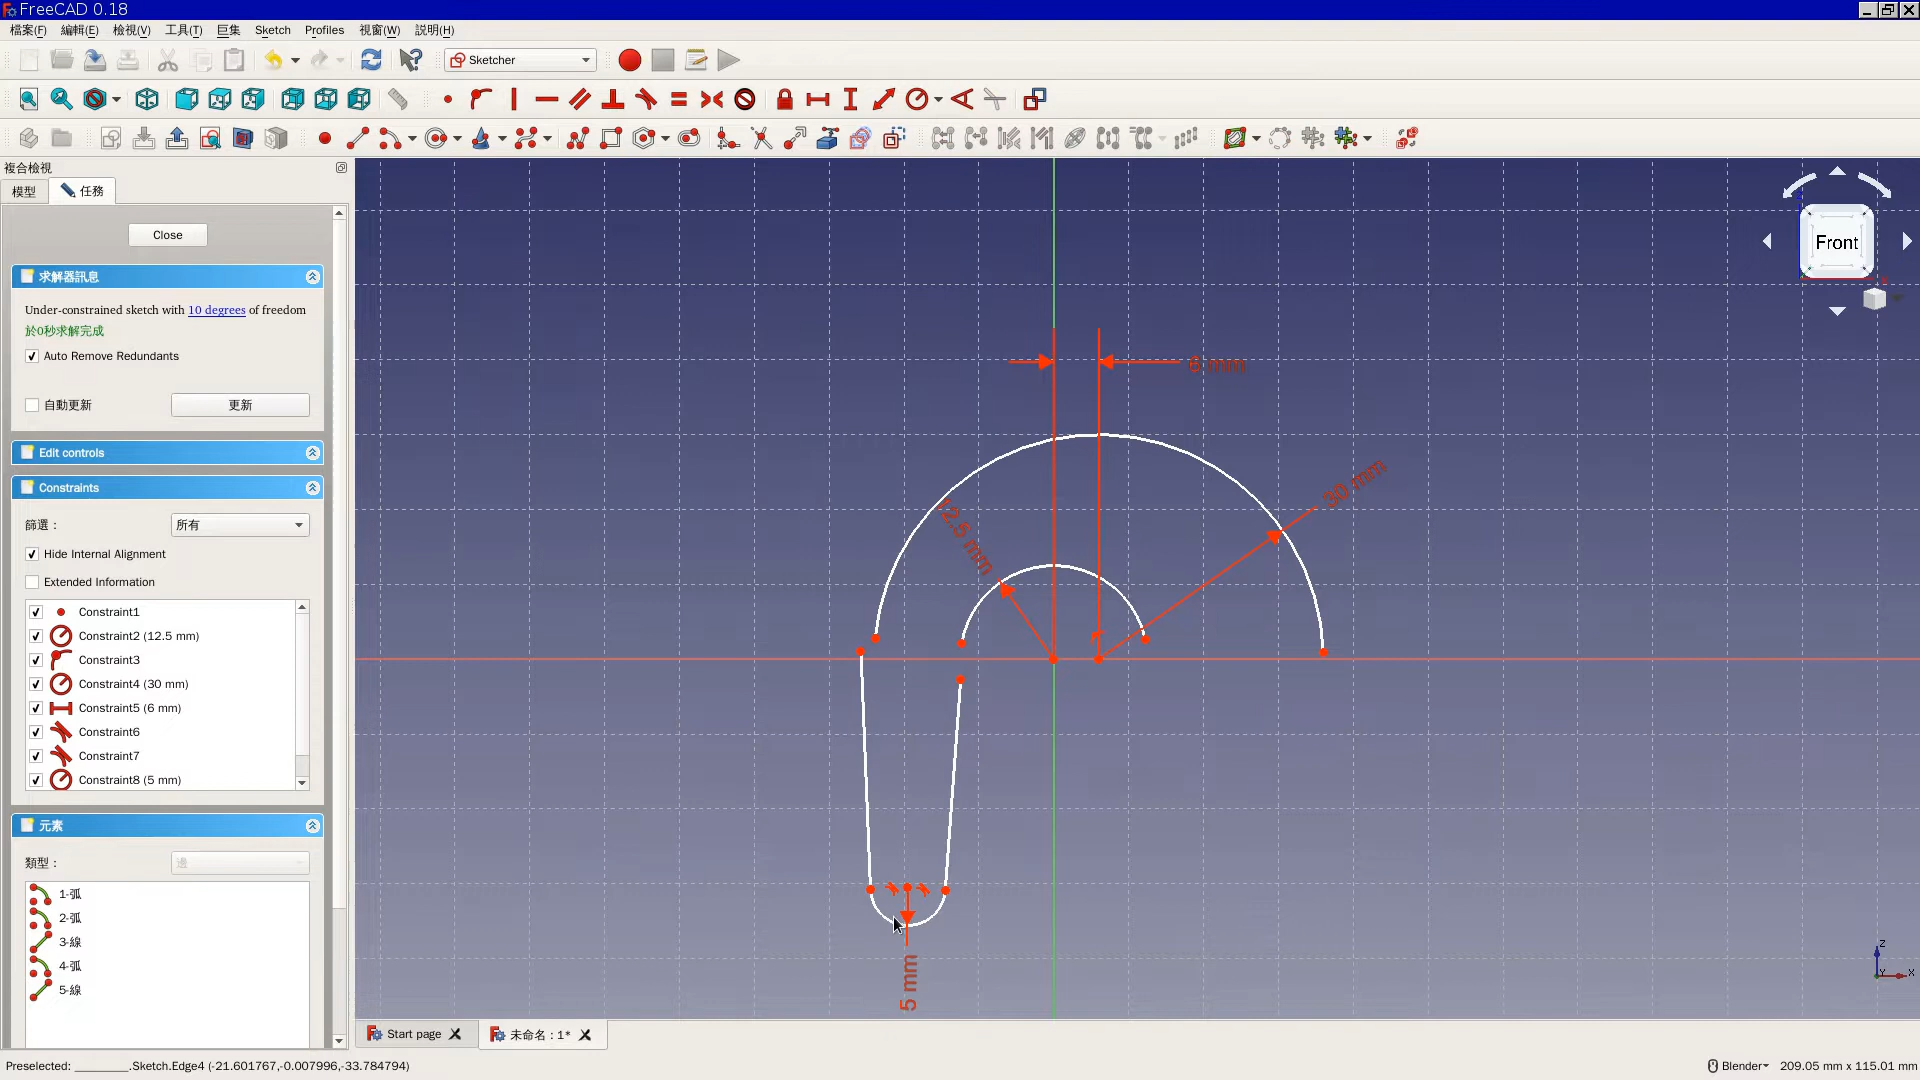 FreeCAD 0.18
檔案(F) 編輯(E) 檢視(V) 工具(T) 巨集 Sketch Profiles 視窗(W) 説明(H)
Sketcher
複合檢視
模型 任務
Close
求解器訊息
Under-constrained sketch with 10 degrees of freedom
於0秒求解完成
Auto Remove Redundants
自動更新 更新
Edit controls
Constraints
篩選： 所有
Hide Internal Alignment
Extended Information
Constraint1
Constraint2 (12.5 mm)
Constraint3
Constraint4 (30 mm)
Constraint5 (6 mm)
Constraint6
Constraint7
Constraint8 (5 mm)
元素
類型： 邊
1-弧
2-弧
3-線
4-弧
5-線
6 mm
30 mm
12.5 mm
5 mm
Front
Z
Y X
Start page 未命名 : 1*
Preselected: ________.Sketch.Edge4 (-21.601767,-0.007996,-33.784794)
Blender 209.05 mm x 115.01 mm